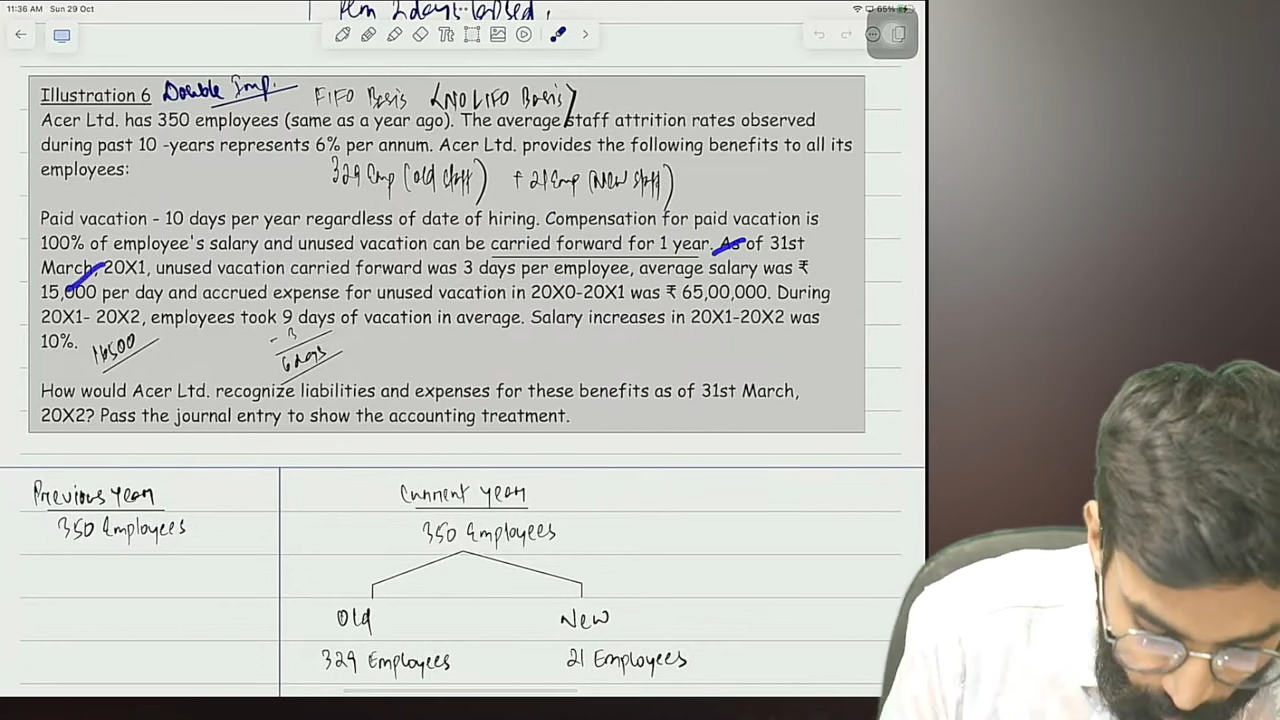 11:36 AM Sun 29 Oct
65%
2days lapsed.
Tt
Illustration 6 Double Imp. FIFO Basis (NO LIFO Basis)
Acer Ltd. has 350 employees (same as a year ago). The average staff attrition rates observed
during past 10 -years represents 6% per annum. Acer Ltd. provides the following benefits to all its
employees:
329 Emp (Old Staff) + 21 Emp (New Staff)
Paid vacation - 10 days per year regardless of date of hiring. Compensation for paid vacation is
100% of employee's salary and unused vacation can be carried forward for 1 year. As of 31st
March, 20X1, unused vacation carried forward was 3 days per employee, average salary was ₹
15,000 per day and accrued expense for unused vacation in 20X0-20X1 was ₹ 65,00,000. During
20X1- 20X2, employees took 9 days of vacation in average. Salary increases in 20X1-20X2 was
10%. 16500
- 3
6 days
How would Acer Ltd. recognize liabilities and expenses for these benefits as of 31st March,
20X2? Pass the journal entry to show the accounting treatment.
Previous year
350 Employees
Current year
350 Employees
Old New
329 Employees 21 Employees